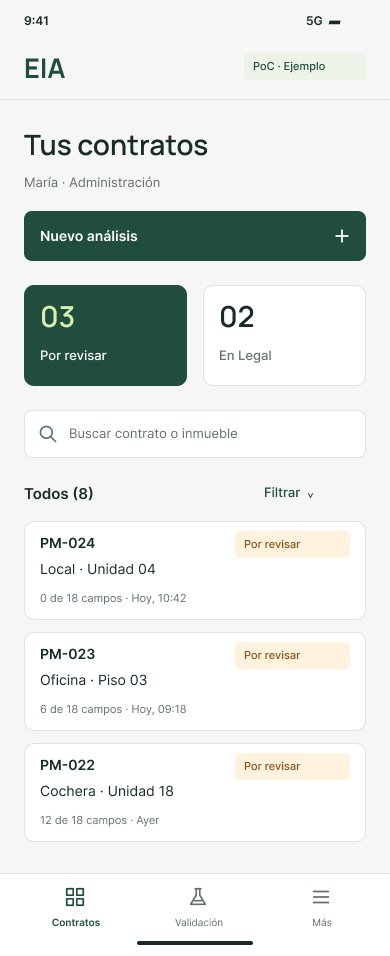 9:41
5G
EIA
PoC · Ejemplo
Tus contratos
María · Administración
Nuevo análisis
03
Por revisar
02
En Legal
Buscar contrato o inmueble
Todos (8)
Filtrar
PM-024
Por revisar
Local · Unidad 04
0 de 18 campos · Hoy, 10:42
PM-023
Por revisar
Oficina · Piso 03
6 de 18 campos · Hoy, 09:18
PM-022
Por revisar
Cochera · Unidad 18
12 de 18 campos · Ayer
Contratos
Validación
Más